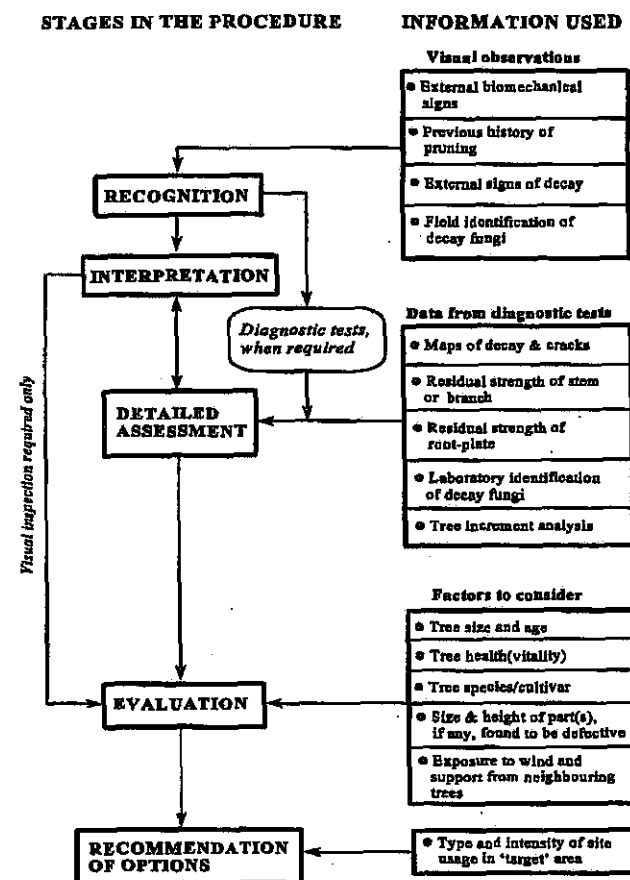 STAGES IN THE PROCEDURE
INFORMATION USED
Visual observations
• External biomechanical
signs
• Previous history of
pruning
• External signs of decay
• Field identification of
decay fungi
RECOGNITION
INTERPRETATION
Diagnostic tests,
when required
DETAILED
ASSESSMENT
Visual inspection required only
Data from diagnostic tests
• Maps of decay & cracks
• Residual strength of stem
or branch
• Residual strength of
root-plate
• Laboratory identification
of decay fungi
• Tree increment analysis
Factors to consider
• Tree size and age
• Tree health(vitality)
• Tree species/cultivar
• Size & height of part(s),
if any, found to be defective
• Exposure to wind and
support from neighbouring
trees
EVALUATION
RECOMMENDATION
OF OPTIONS
• Type and intensity of site
usage in 'target' area